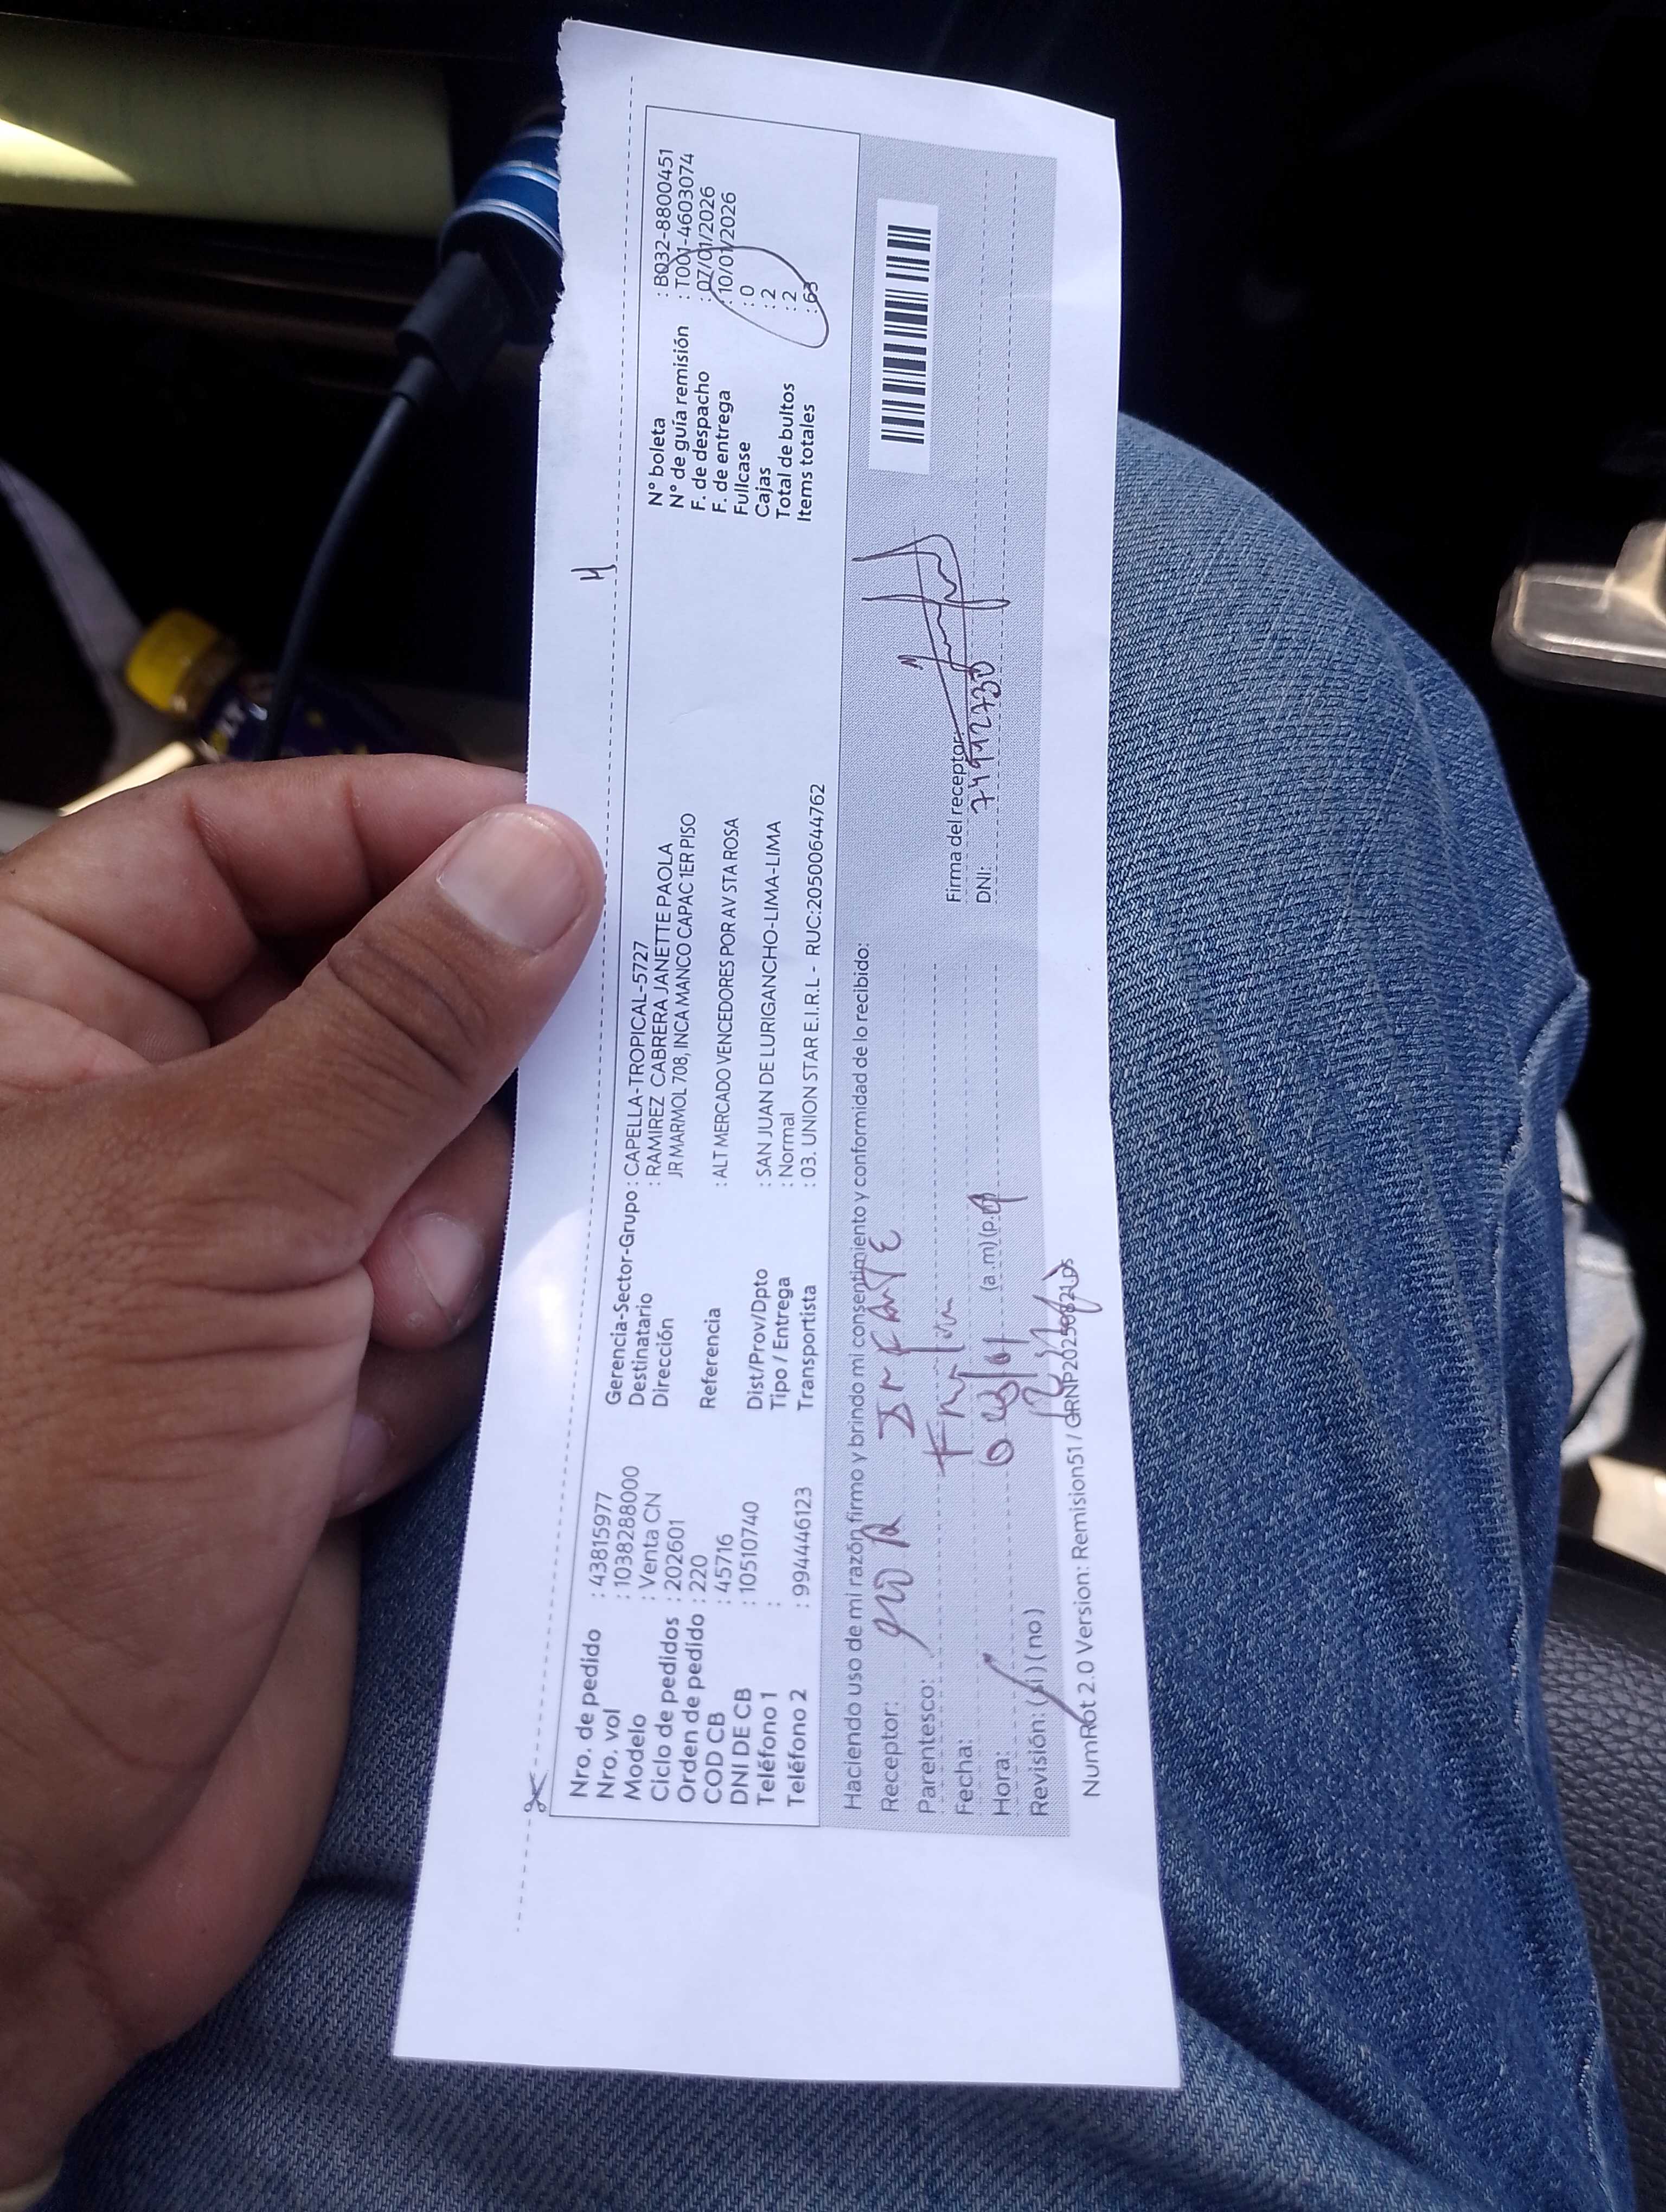 4
Nro. de pedido : 43815977
Nro. vol : 1038288000
Modelo : Venta CN
Ciclo de pedidos : 202601
Orden de pedido : 220
COD CB : 45716
DNI DE CB : 10510740
Teléfono 1 :
Teléfono 2 : 994446123
Gerencia-Sector-Grupo : CAPELLA-TROPICAL-5727
Destinatario : RAMIREZ CABRERA JANETTE PAOLA
Dirección JR MARMOL 708, INCA MANCO CAPAC 1ER PISO
Referencia : ALT MERCADO VENCEDORES POR AV STA ROSA
Dist/Prov/Dpto : SAN JUAN DE LURIGANCHO-LIMA-LIMA
Tipo / Entrega : Normal
Transportista : 03. UNION STAR E.I.R.L - RUC:20500644762
N° boleta : B032-8800451
N° de guía remisión : T001-4603074
F. de despacho : 07/01/2026
F. de entrega : 10/01/2026
Fullcase : 0
Cajas : 2
Total de bultos : 2
Items totales : 63
Haciendo uso de mi razón firmo y brindo mi consentimiento y conformidad de lo recibido:
Receptor:
Parentesco:
Fecha:
Hora: (a.m) (p.
Revisión: (si) (no)
Firma del receptor
DNI: 74992730
NumRot 2.0 Version: Remision51 / GRNP20250621_DS